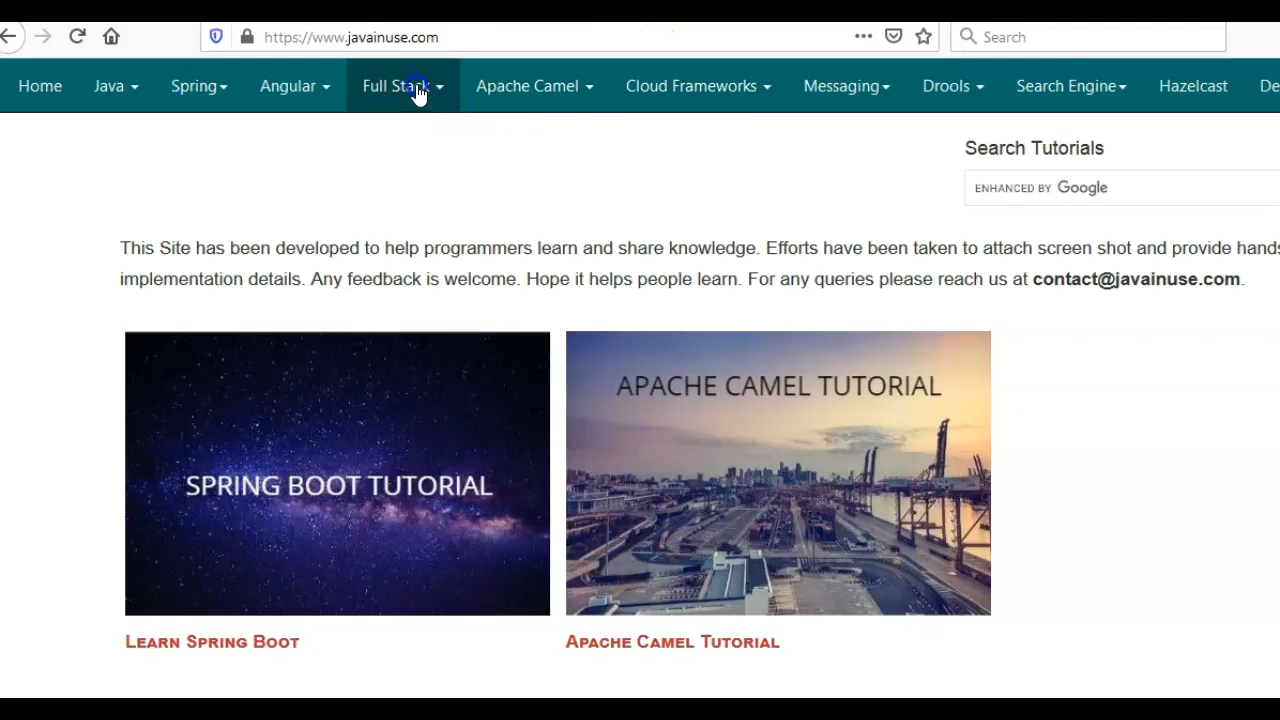 https://www.javainuse.com
Search
Home Java Spring Angular Full Stack Apache Camel Cloud Frameworks Messaging Drools Search Engine Hazelcast De
Search Tutorials
ENHANCED BY Google
This Site has been developed to help programmers learn and share knowledge. Efforts have been taken to attach screen shot and provide hands
implementation details. Any feedback is welcome. Hope it helps people learn. For any queries please reach us at contact@javainuse.com.
APACHE CAMEL TUTORIAL
SPRING BOOT TUTORIAL
LEARN SPRING BOOT
APACHE CAMEL TUTORIAL